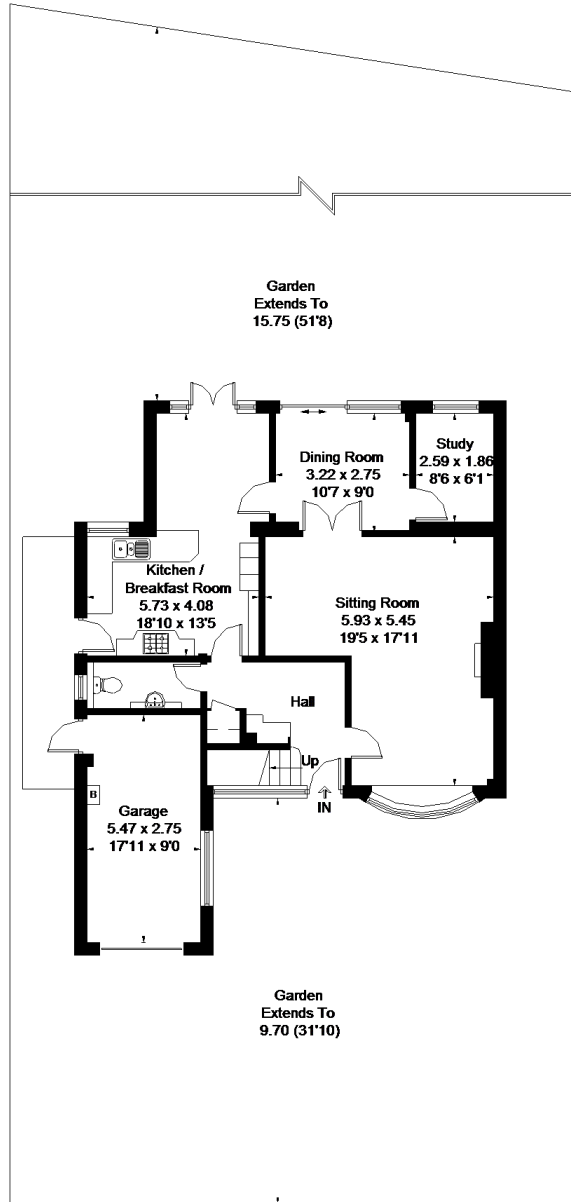 Garden
Extends To
15.75 (51'8)
Dining Room
3.22 x 2.75
10'7 x 9'0
Study
2.59 x 1.86
8'6 x 6'1
Kitchen /
Breakfast Room
5.73 x 4.08
18'10 x 13'5
Sitting Room
5.93 x 5.45
19'5 x 17'11
Hall
Up
IN
B
Garage
5.47 x 2.75
17'11 x 9'0
Garden
Extends To
9.70 (31'10)